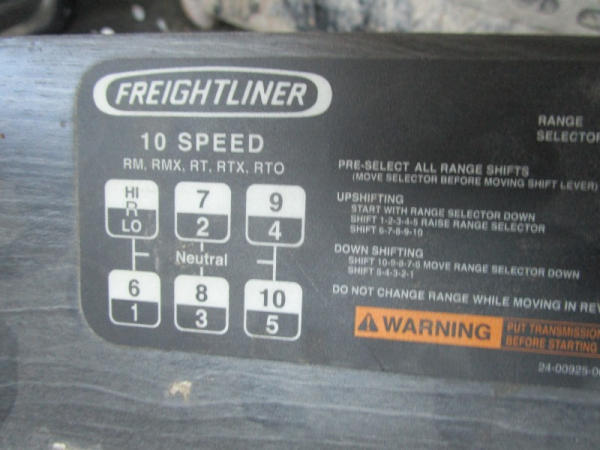 FREIGHTLINER
10 SPEED
RM, RMX, RT, RTX, RTO
HI 7 9
R
LO 2 4
Neutral
6 8 10
1 3 5
RANGE
SELECTOR
PRE-SELECT ALL RANGE SHIFTS
(MOVE SELECTOR BEFORE MOVING SHIFT LEVER)
UPSHIFTING
START WITH RANGE SELECTOR DOWN
SHIFT 1-2-3-4-5 RAISE RANGE SELECTOR
SHIFT 6-7-8-9-10
DOWN SHIFTING
SHIFT 10-9-8-7-6 MOVE RANGE SELECTOR DOWN
SHIFT 5-4-3-2-1
DO NOT CHANGE RANGE WHILE MOVING IN REV
WARNING
PUT TRANSMISSION
BEFORE STARTING
24-00925-0